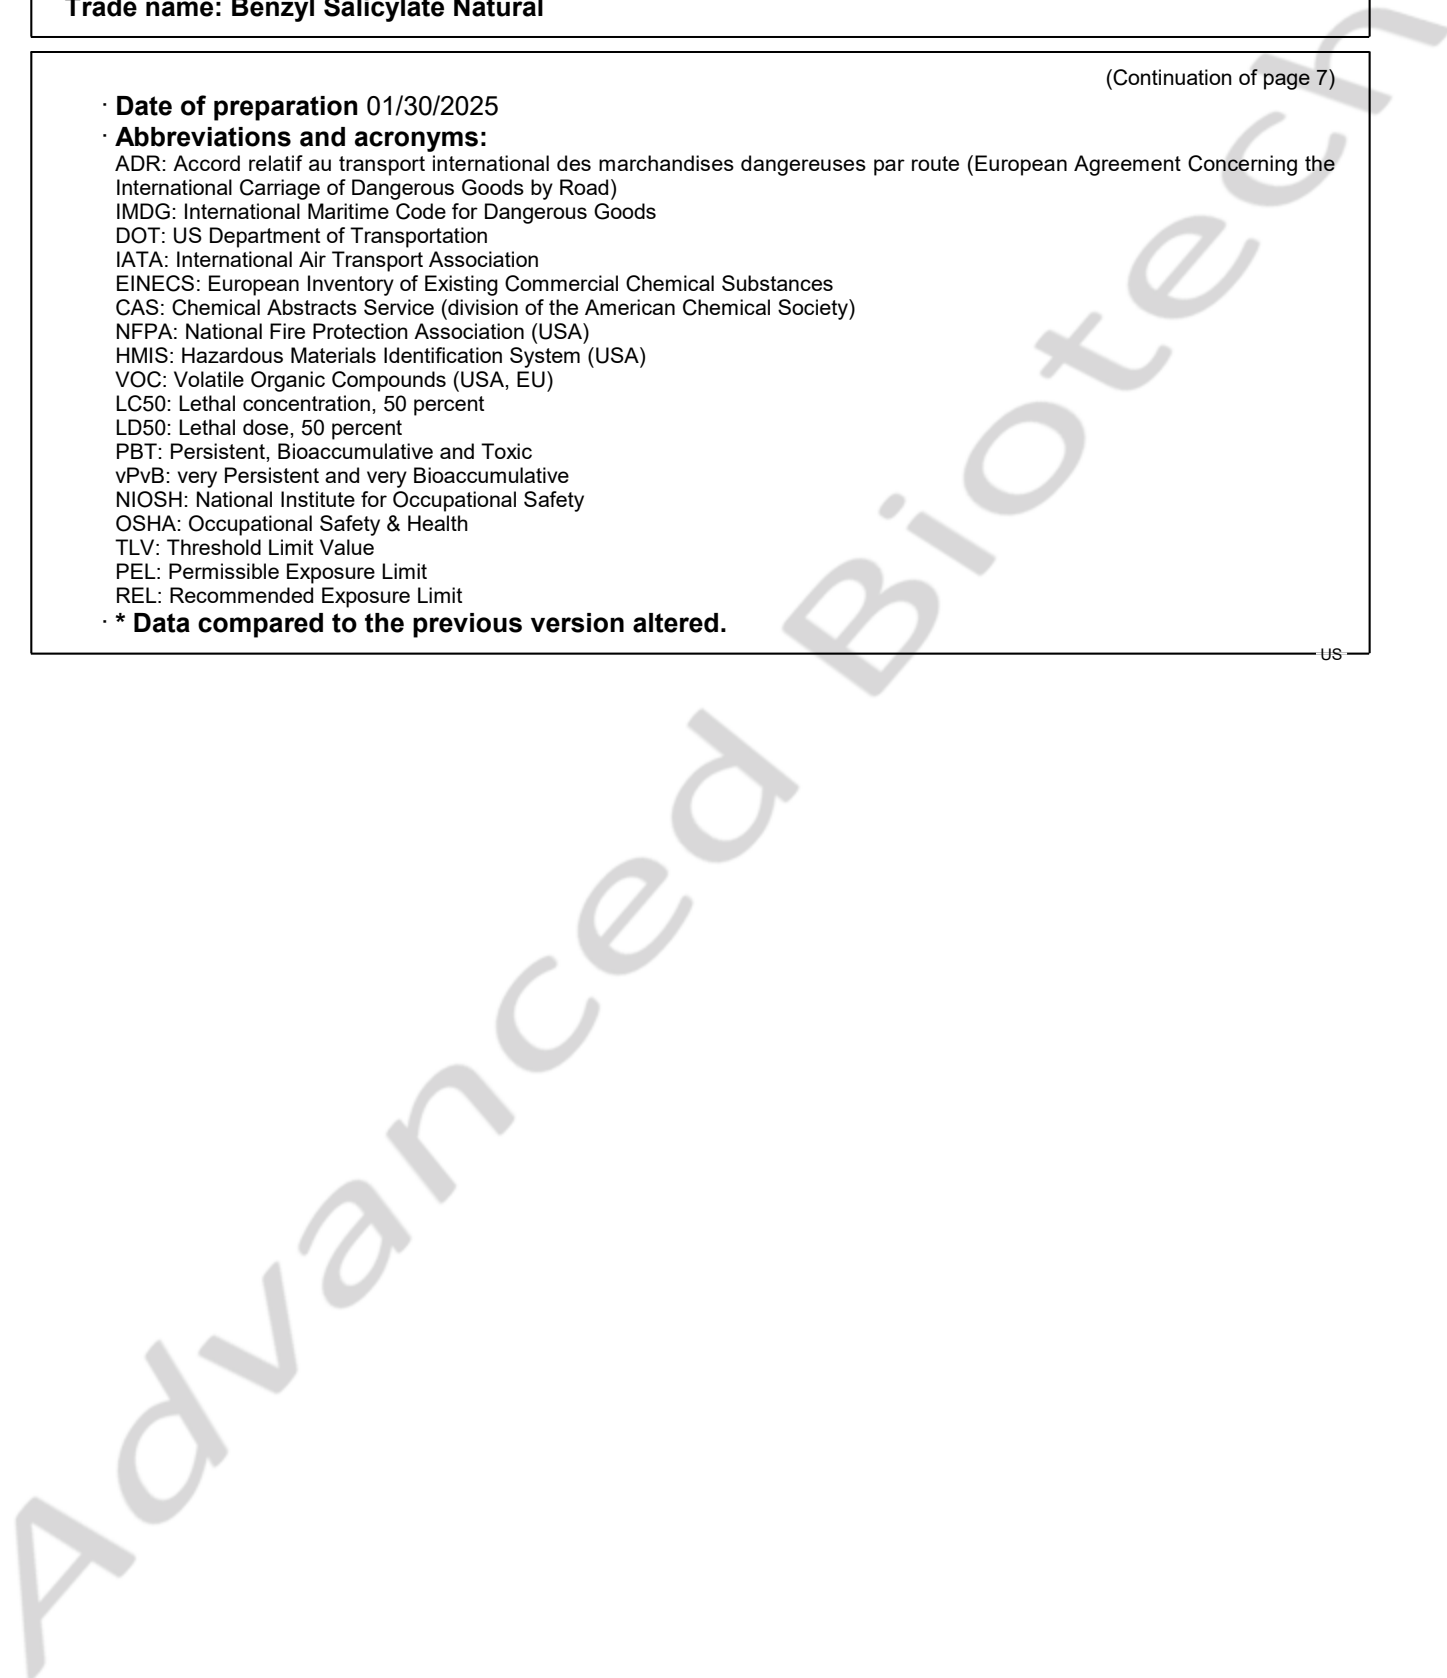 Trade name: Benzyl Salicylate Natural
(Continuation of page 7)
· Date of preparation 01/30/2025
· Abbreviations and acronyms:
ADR: Accord relatif au transport international des marchandises dangereuses par route (European Agreement Concerning the
International Carriage of Dangerous Goods by Road)
IMDG: International Maritime Code for Dangerous Goods
DOT: US Department of Transportation
IATA: International Air Transport Association
EINECS: European Inventory of Existing Commercial Chemical Substances
CAS: Chemical Abstracts Service (division of the American Chemical Society)
NFPA: National Fire Protection Association (USA)
HMIS: Hazardous Materials Identification System (USA)
VOC: Volatile Organic Compounds (USA, EU)
LC50: Lethal concentration, 50 percent
LD50: Lethal dose, 50 percent
PBT: Persistent, Bioaccumulative and Toxic
vPvB: very Persistent and very Bioaccumulative
NIOSH: National Institute for Occupational Safety
OSHA: Occupational Safety & Health
TLV: Threshold Limit Value
PEL: Permissible Exposure Limit
REL: Recommended Exposure Limit
· * Data compared to the previous version altered.
US
Advanced Biotech